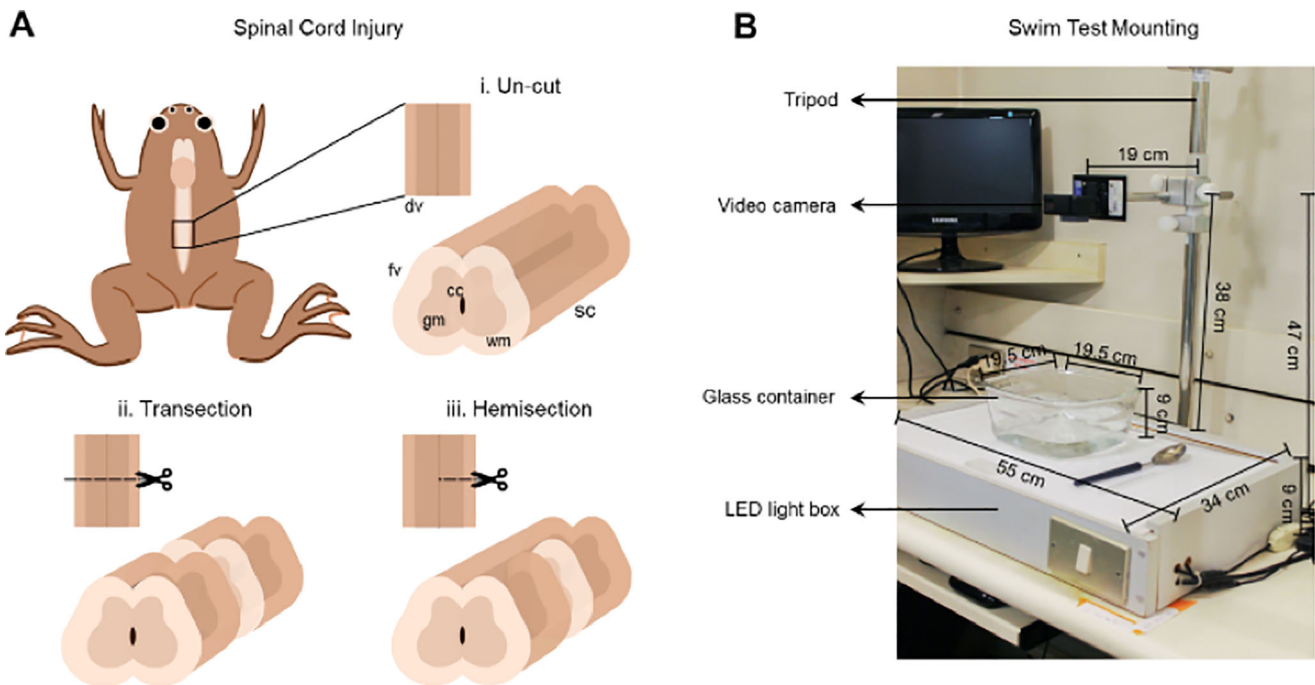 A
Spinal Cord Injury
i. Un-cut
dv
fv
cc
gm
wm
sc
ii. Transection
iii. Hemisection
B
Swim Test Mounting
Tripod
19 cm
Video camera
SAMSUNG
38 cm
47 cm
19.5 cm
19.5 cm
Glass container
9 cm
55 cm
34 cm
LED light box
9 cm